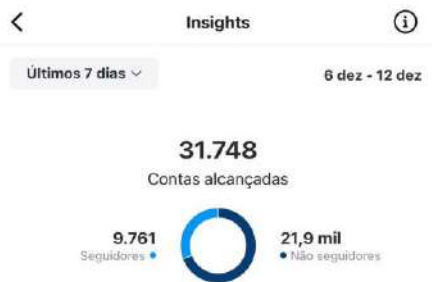 Insights
Últimos 7 dias
6 dez - 12 dez
31.748
Contas alcançadas
9.761
Seguidores
21,9 mil
Não seguidores